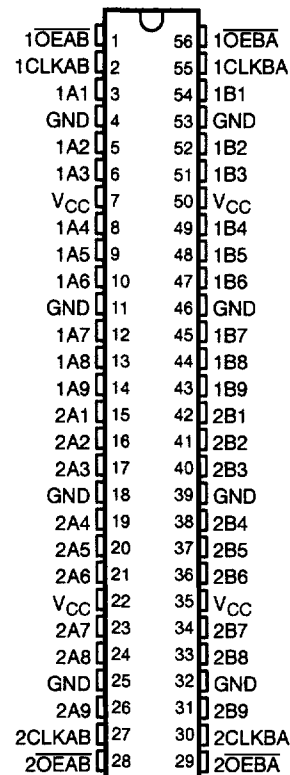 1OEAB 1 56 1OEBA
1CLKAB 2 55 1CLKBA
1A1 3 54 1B1
GND 4 53 GND
1A2 5 52 1B2
1A3 6 51 1B3
VCC 7 50 VCC
1A4 8 49 1B4
1A5 9 48 1B5
1A6 10 47 1B6
GND 11 46 GND
1A7 12 45 1B7
1A8 13 44 1B8
1A9 14 43 1B9
2A1 15 42 2B1
2A2 16 41 2B2
2A3 17 40 2B3
GND 18 39 GND
2A4 19 38 2B4
2A5 20 37 2B5
2A6 21 36 2B6
VCC 22 35 VCC
2A7 23 34 2B7
2A8 24 33 2B8
GND 25 32 GND
2A9 26 31 2B9
2CLKAB 27 30 2CLKBA
2OEAB 28 29 2OEBA